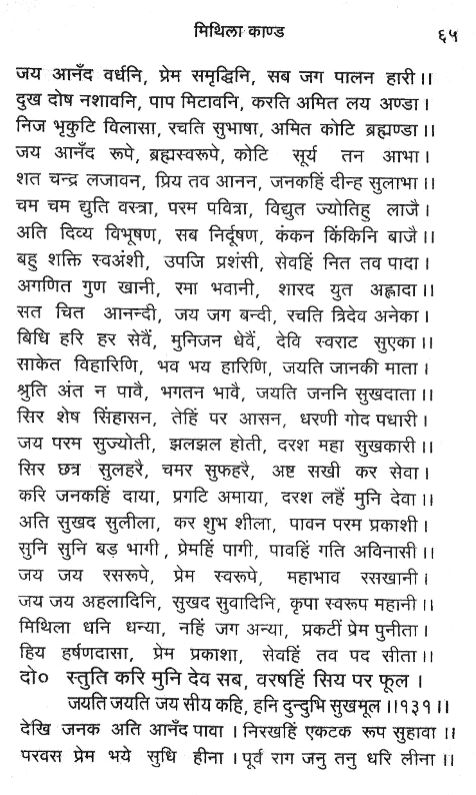 मिथिला काण्ड ६५
जय आनँद वर्धनि, प्रेम समृद्धिनि, सब जग पालन हारी ।।
दुख दोष नशावनि, पाप मिटावनि, करति अमित लय अण्डा ।
निज भृकुटि विलासा, रचति सुभाषा, अमित कोटि ब्रह्मण्डा ।।
जय आनँद रूपे, ब्रह्मस्वरूपे, कोटि सूर्य तन आभा ।
शत चन्द्र लजावन, प्रिय तव आनन, जनकहिं दीन्ह सुलाभा ।।
चम चम द्युति वस्त्रा, परम पवित्रा, विद्युत ज्योतिहु लाजै ।
अति दिव्य विभूषण, सब निर्दूषण, कंकन किंकिनि बाजै ।।
बहु शक्ति स्वअंशी, उपजि प्रशंसी, सेवहिं नित तव पादा ।
अगणित गुण खानी, रमा भवानी, शारद युत अह्लादा ।।
सत चित आनन्दी, जय जग बन्दी, रचति त्रिदेव अनेका ।
बिधि हरि हर सेवैं, मुनिजन धेवैं, देवि स्वराट सुएका ।।
साकेत विहारिणि, भव भय हारिणि, जयति जानकी माता ।
श्रुति अंत न पावै, भगतन भावै, जयति जननि सुखदाता ।।
सिर शेष सिंहासन, तेहिं पर आसन, धरणी गोद पधारी ।
जय परम सुज्योती, झलझल होती, दरश महा सुखकारी ।।
सिर छत्र सुलहरै, चमर सुफहरै, अष्ट सखी कर सेवा ।
करि जनकहिं दाया, प्रगटि अमाया, दरश लहैं मुनि देवा ।।
अति सुखद सुलीला, कर शुभ शीला, पावन परम प्रकाशी ।
सुनि सुनि बड़ भागी, प्रेमहिं पागी, पावहिं गति अविनासी ।।
जय जय रसरूपे, प्रेम स्वरूपे, महाभाव रसखानी ।
जय जय अहलादिनि, सुखद सुवादिनि, कृपा स्वरूप महानी ।।
मिथिला धनि धन्या, नहिं जग अन्या, प्रकटीं प्रेम पुनीता ।
हिय हर्षणदासा, प्रेम प्रकाशा, सेवहिं तव पद सीता ।।
दो० स्तुति करि मुनि देव सब, वरषहिं सिय पर फूल ।
जयति जयति जय सीय कहि, हनि दुन्दुभि सुखमूल ।।१३१।।
देखि जनक अति आनँद पावा । निरखहिं एकटक रूप सुहावा ।।
परवस प्रेम भये सुधि हीना । पूर्व राग जनु तनु धरि लीना ।।